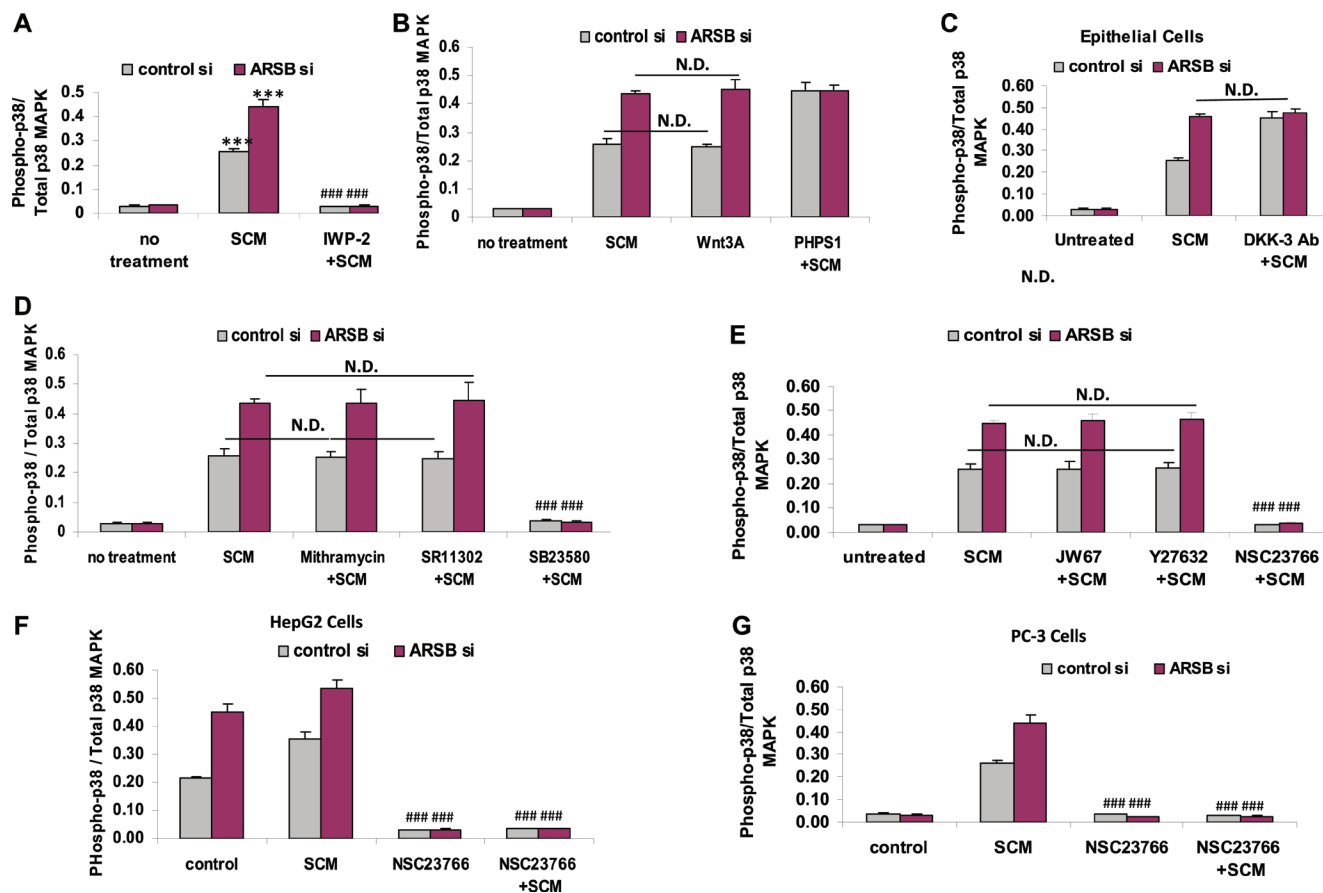 A
control si ARSB si
Phospho-p38/
Total p38 MAPK
0.5
0.4
0.3
0.2
0.1
0
***
***
### ###
no
treatment
SCM
IWP-2
+SCM
B
control si ARSB si
Phospho-p38/Total p38 MAPK
0.6
0.5
0.4
0.3
0.2
0.1
0
N.D.
N.D.
no treatment SCM Wnt3A PHPS1
+SCM
C
Epithelial Cells
control si ARSB si
Phospho-p38/Total p38
MAPK
0.60
0.50
0.40
0.30
0.20
0.10
0.00
N.D.
Untreated SCM DKK-3 Ab
+SCM
N.D.
D
control si ARSB si
Phospho-p38 / Total p38 MAPK
0.6
0.5
0.4
0.3
0.2
0.1
0
N.D.
N.D.
### ###
no treatment SCM Mithramycin SR11302 SB23580
+SCM +SCM +SCM
E
control si ARSB si
Phospho-p38/Total p38
MAPK
0.60
0.50
0.40
0.30
0.20
0.10
0.00
N.D.
N.D.
### ###
untreated SCM JW67 Y27632 NSC23766
+SCM +SCM +SCM
F
HepG2 Cells
control si ARSB si
PHospho-p38 / Total p38 MAPK
0.60
0.50
0.40
0.30
0.20
0.10
0.00
### ### ### ###
control SCM NSC23766 NSC23766
+SCM
G
PC-3 Cells
control si ARSB si
Phospho-p38/Total p38
MAPK
0.60
0.50
0.40
0.30
0.20
0.10
0.00
### ### ### ###
control SCM NSC23766 NSC23766
+SCM